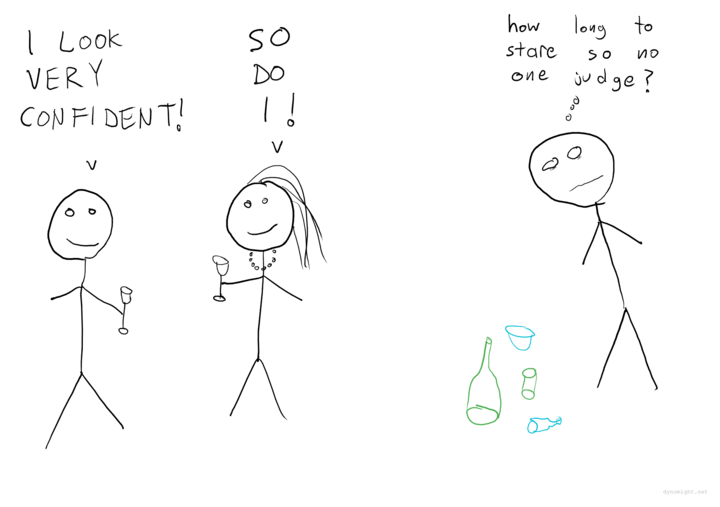 I LOOK
VERY
CONFIDENT!
SO
DO
I!
how long to
stare so no
one judge?
dynomight.net